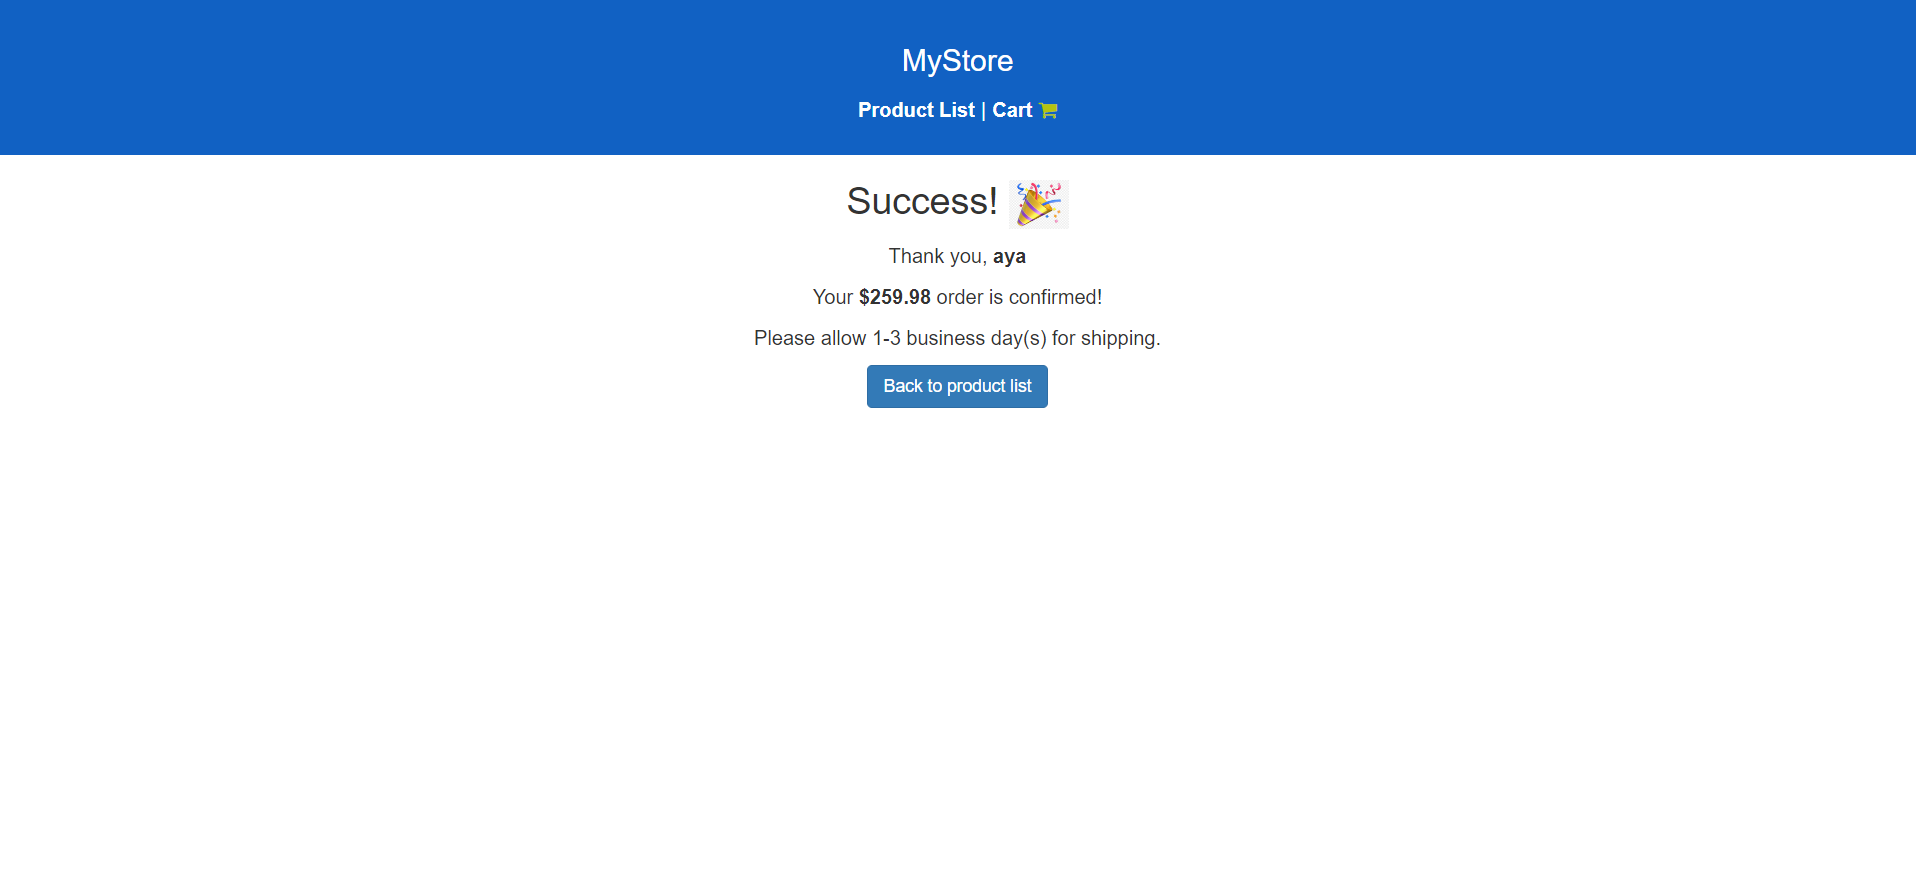 MyStore
Product List | Cart
Success!
Thank you, aya
Your $259.98 order is confirmed!
Please allow 1-3 business day(s) for shipping.
Back to product list